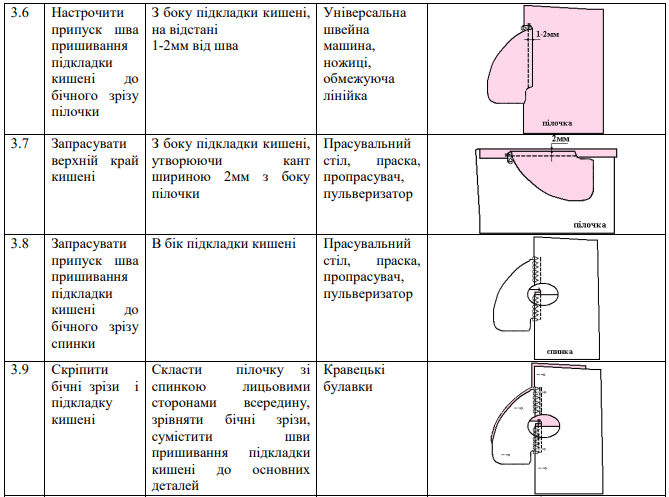 3.6
Настрочити
припуск шва
пришивання
підкладки
кишені до
бічного зрізу
пілочки
З боку підкладки кишені,
на відстані
1-2мм від шва
Універсальна
швейна
машина,
ножиці,
обмежуюча
лінійка
1-2мм
пілочка
3.7
Запрасувати
верхній край
кишені
З боку підкладки кишені,
утворюючи кант
шириною 2мм з боку
пілочки
Прасувальний
стіл, праска,
пропрасувач,
пульверизатор
2мм
пілочка
3.8
Запрасувати
припуск шва
пришивання
підкладки
кишені до
бічного зрізу
спинки
В бік підкладки кишені
Прасувальний
стіл, праска,
пропрасувач,
пульверизатор
спинка
3.9
Скріпити
бічні зрізи і
підкладку
кишені
Скласти пілочку зі
спинкою лицьовими
сторонами всередину,
зрівняти бічні зрізи,
сумістити шви
пришивання підкладки
кишені до основних
деталей
Кравецькі
булавки